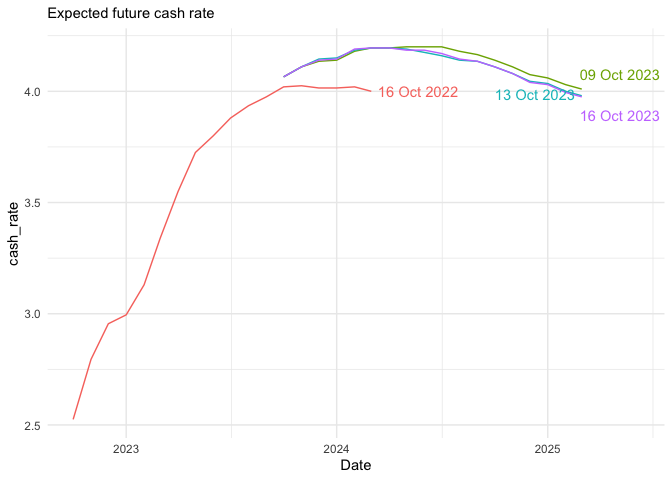 Expected future cash rate
cash_rate
4.0
3.5
3.0
2.5
09 Oct 2023
16 Oct 2022
13 Oct 2023
16 Oct 2023
2023
2024
2025
Date